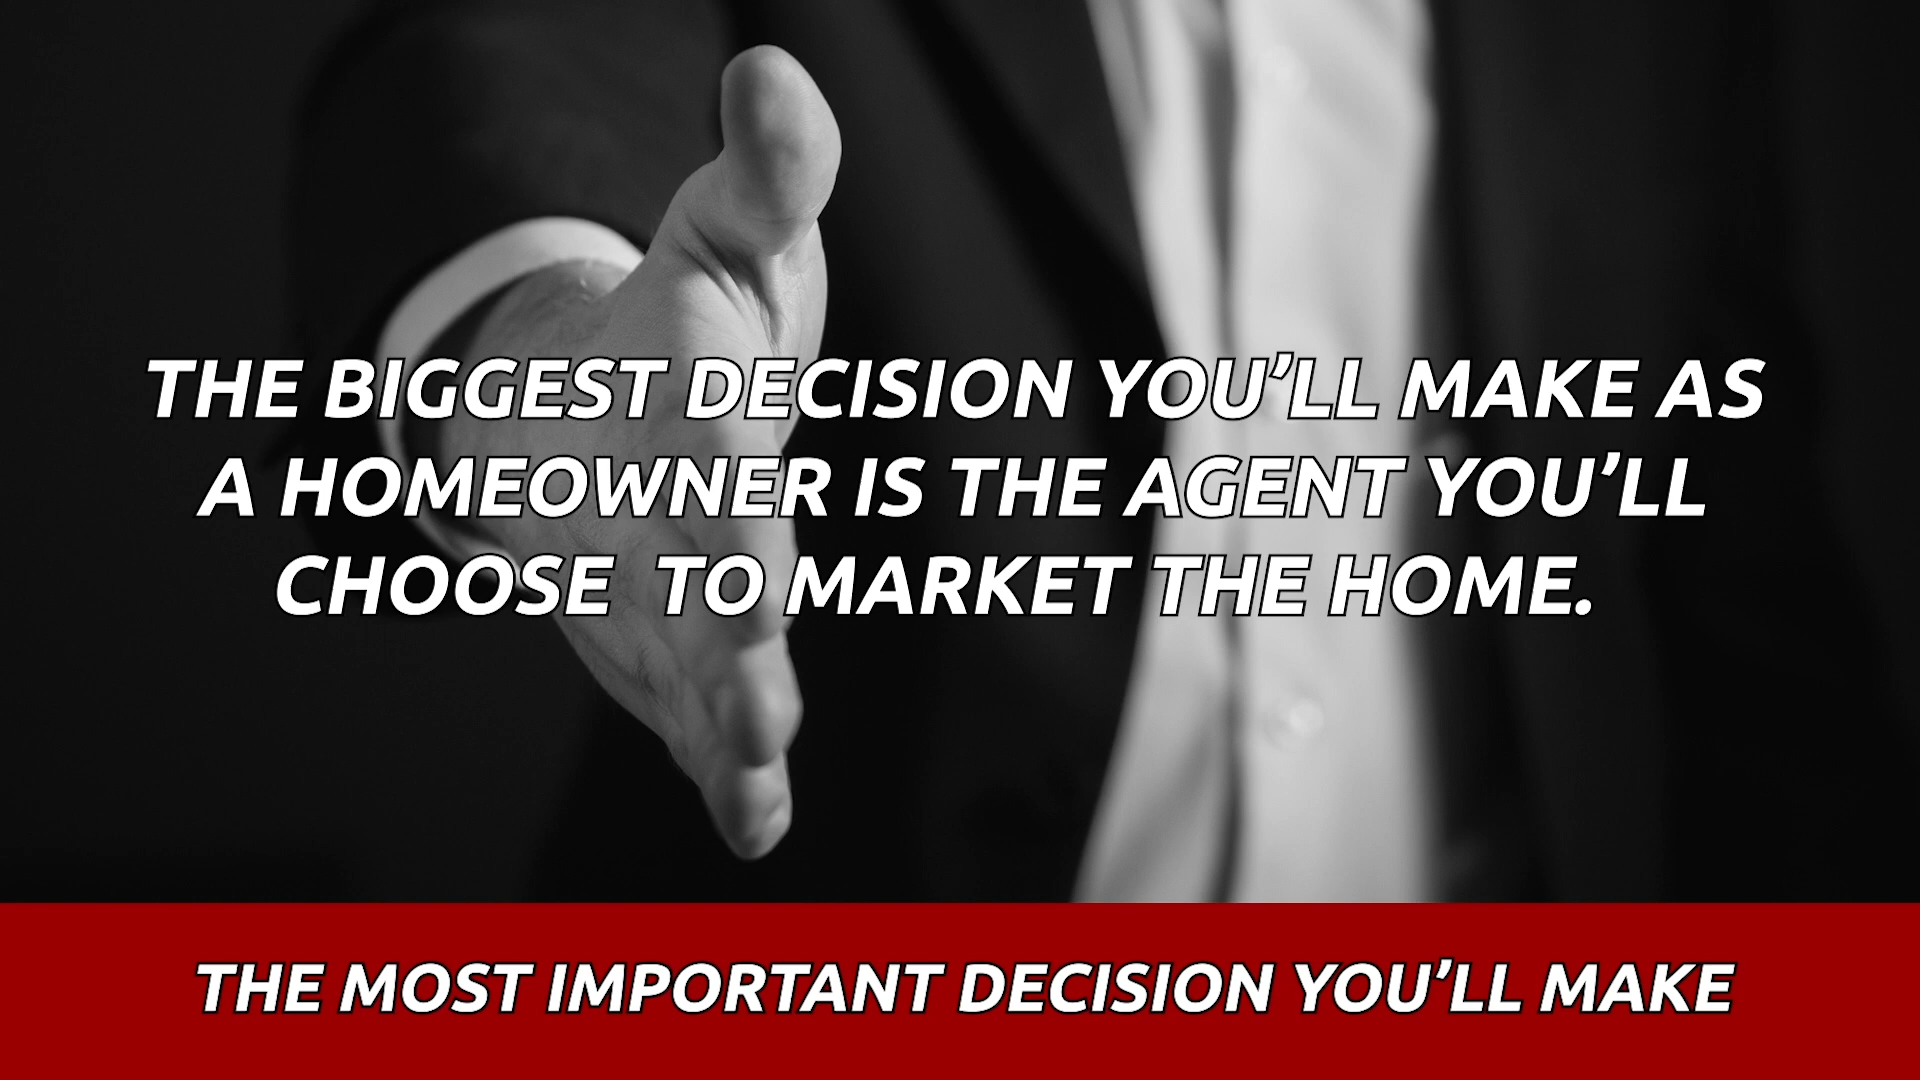 THE BIGGEST DECISION YOU’LL MAKE AS
A HOMEOWNER IS THE AGENT YOU’LL
CHOOSE  TO MARKET THE HOME.
THE MOST IMPORTANT DECISION YOU’LL MAKE